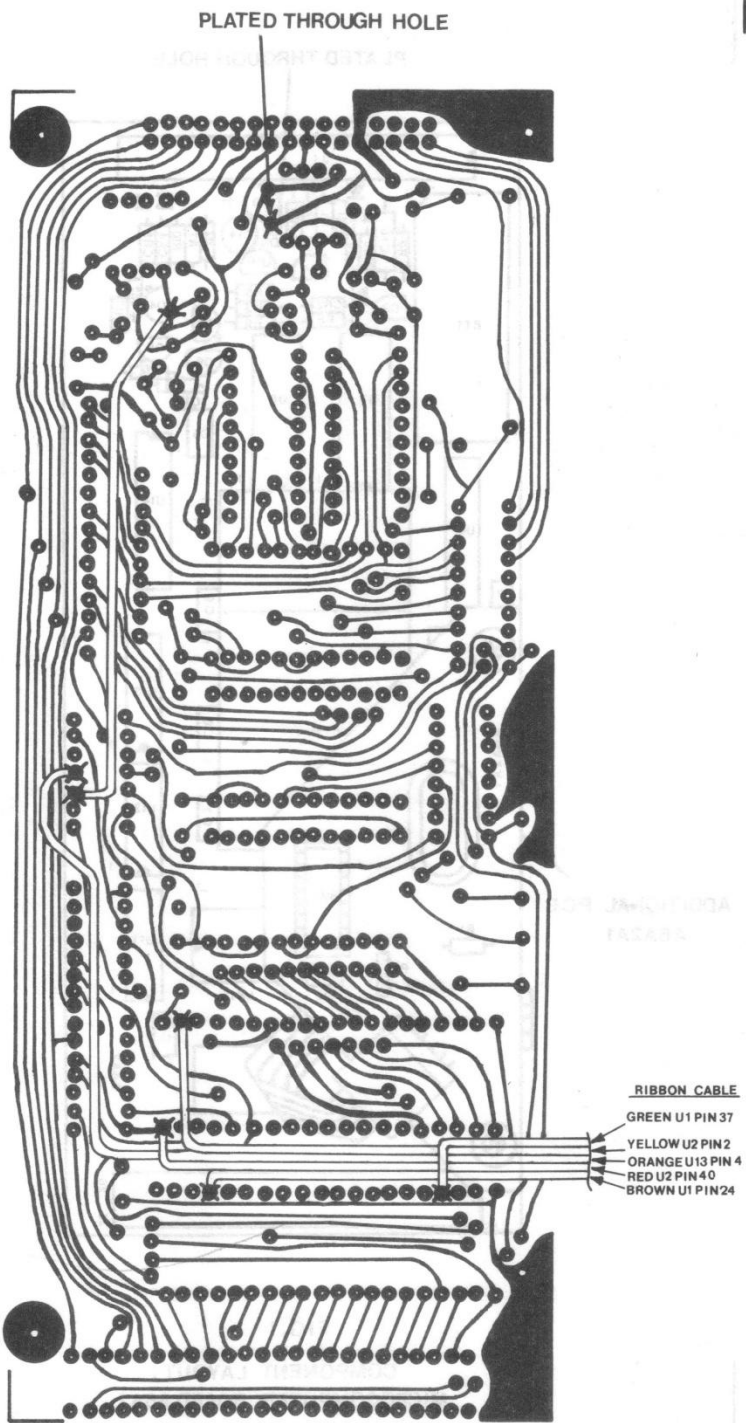 PLATED THROUGH HOLE
RIBBON CABLE
GREEN U1 PIN 37
YELLOW U2 PIN 2
ORANGE U13 PIN 4
RED U2 PIN 40
BROWN U1 PIN 24